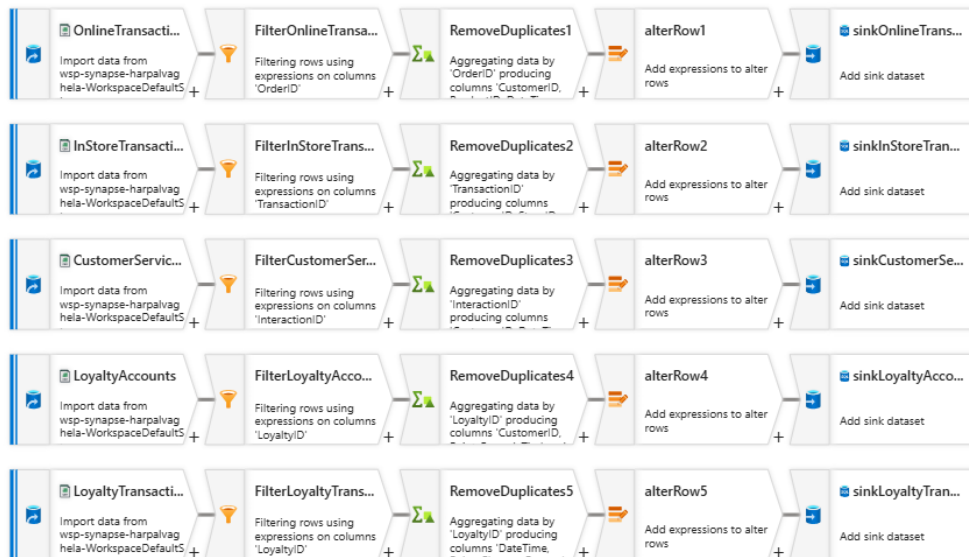 OnlineTransacti...
Import data from
wsp-synapse-harpalvag
hela-WorkspaceDefaultS
+
FilterOnlineTransa...
Filtering rows using
expressions on columns
'OrderID'
+
RemoveDuplicates1
Aggregating data by
'OrderID' producing
columns 'CustomerID,
+
alterRow1
Add expressions to alter
rows
+
sinkOnlineTrans...
Add sink dataset
InStoreTransacti...
Import data from
wsp-synapse-harpalvag
hela-WorkspaceDefaultS
+
FilterInStoreTrans...
Filtering rows using
expressions on columns
'TransactionID'
+
RemoveDuplicates2
Aggregating data by
'TransactionID'
producing columns
+
alterRow2
Add expressions to alter
rows
+
sinkInStoreTran...
Add sink dataset
CustomerServic...
Import data from
wsp-synapse-harpalvag
hela-WorkspaceDefaultS
+
FilterCustomerSer...
Filtering rows using
expressions on columns
'InteractionID'
+
RemoveDuplicates3
Aggregating data by
'InteractionID'
producing columns
+
alterRow3
Add expressions to alter
rows
+
sinkCustomerSe...
Add sink dataset
LoyaltyAccounts
Import data from
wsp-synapse-harpalvag
hela-WorkspaceDefaultS
+
FilterLoyaltyAcco...
Filtering rows using
expressions on columns
'LoyaltyID'
+
RemoveDuplicates4
Aggregating data by
'LoyaltyID' producing
columns 'CustomerID,
+
alterRow4
Add expressions to alter
rows
+
sinkLoyaltyAcco...
Add sink dataset
LoyaltyTransacti...
Import data from
wsp-synapse-harpalvag
hela-WorkspaceDefaultS
+
FilterLoyaltyTrans...
Filtering rows using
expressions on columns
'LoyaltyID'
+
RemoveDuplicates5
Aggregating data by
'LoyaltyID' producing
columns 'DateTime,
+
alterRow5
Add expressions to alter
rows
+
sinkLoyaltyTran...
Add sink dataset